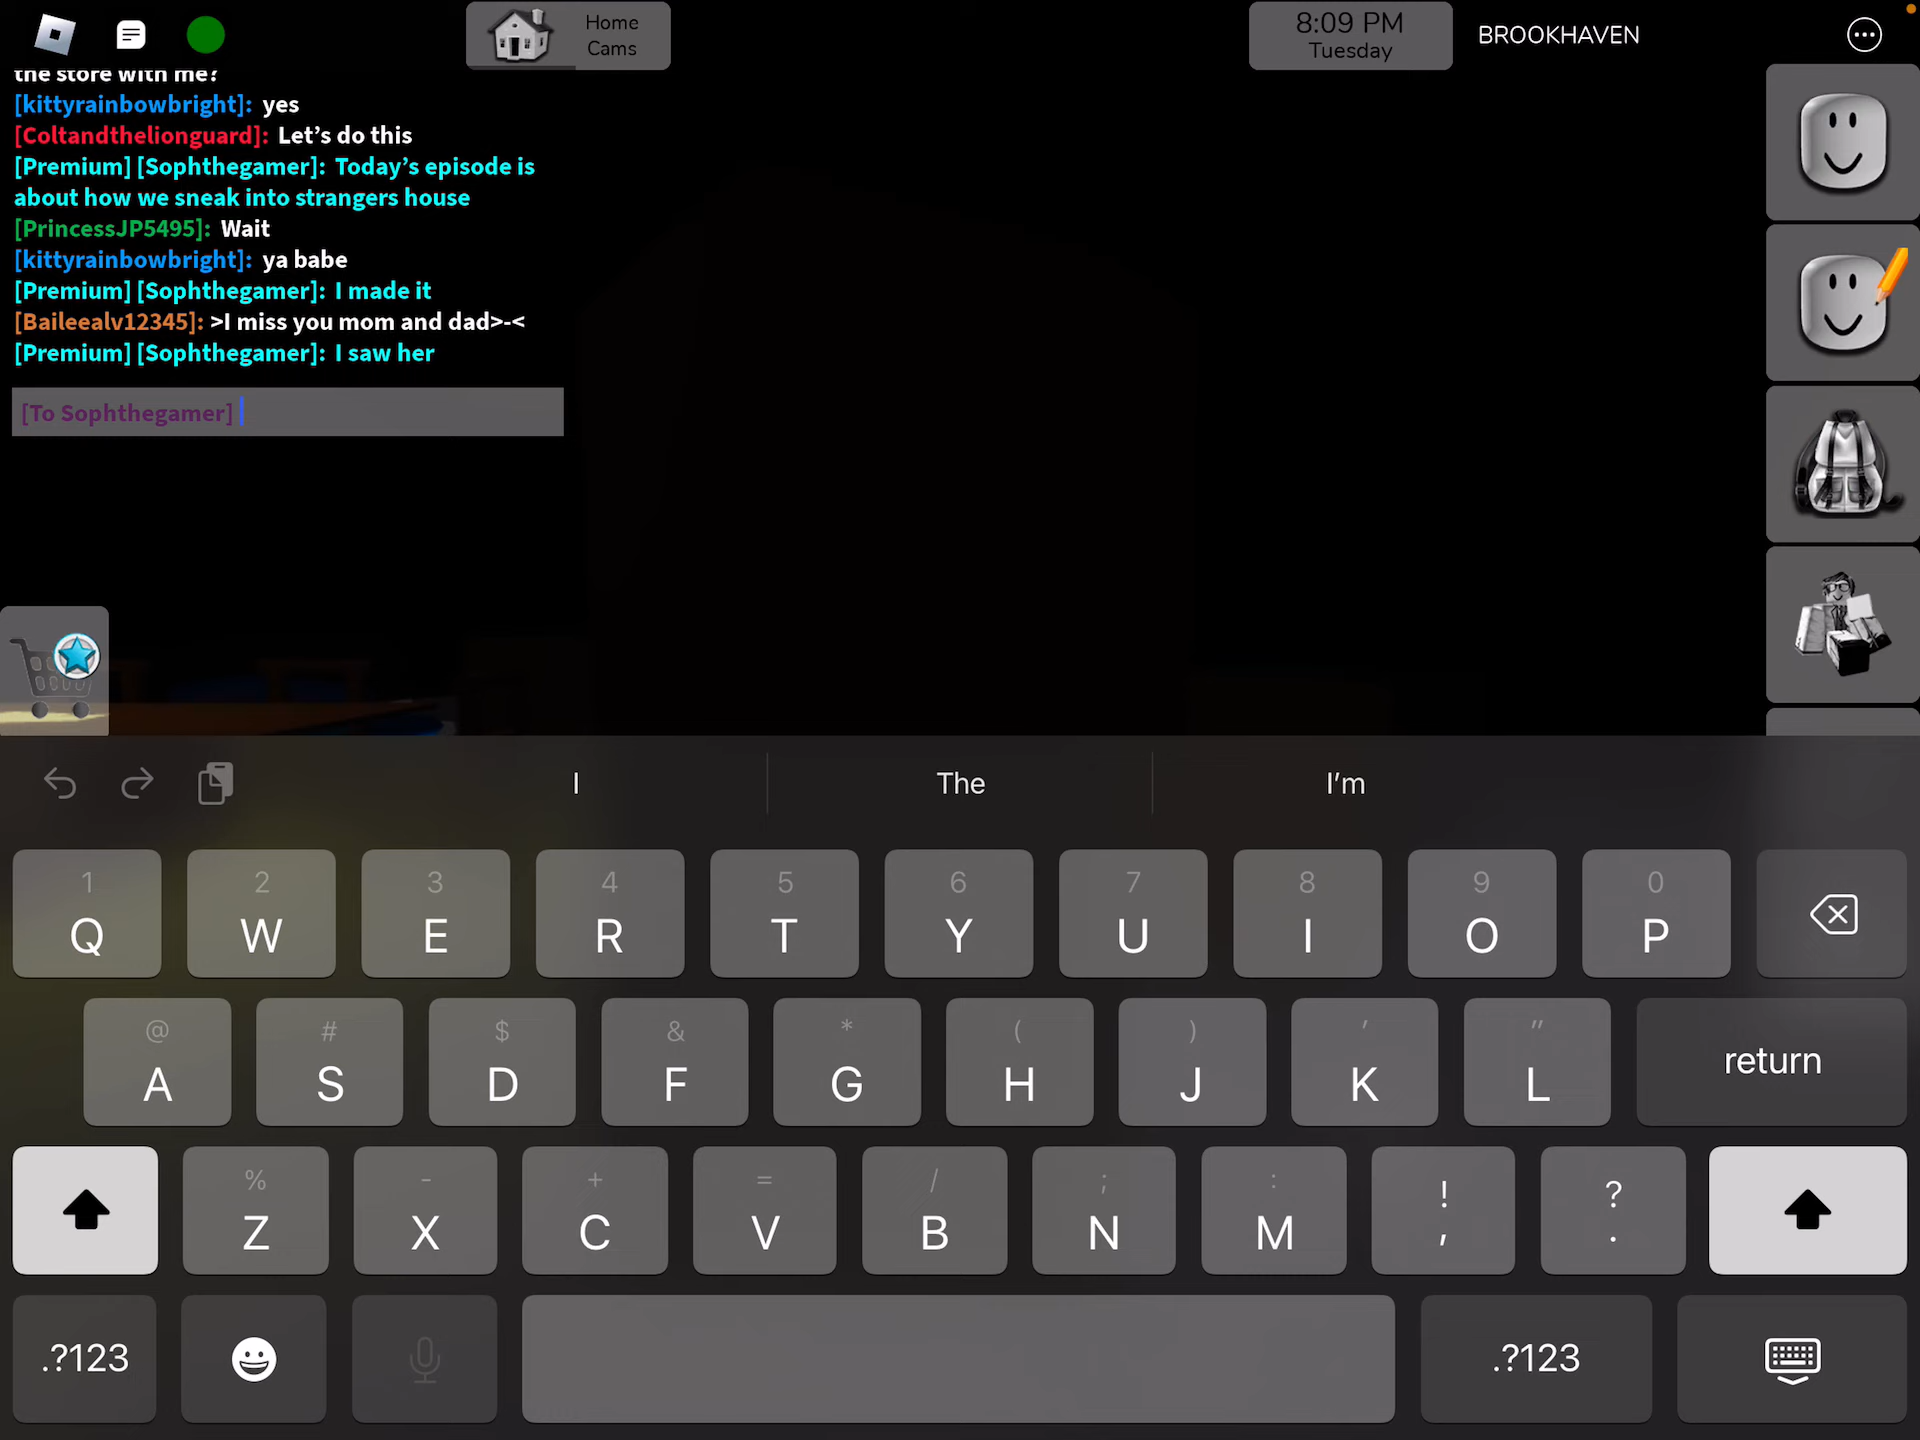 Home
Cams
8:09 PM
Tuesday
BROOKHAVEN
the store with me?
[kittyrainbowbright]: yes
[Coltandthelionguard]: Let’s do this
[Premium] [Sophthegamer]: Today’s episode is
about how we sneak into strangers house
[PrincessJP5495]: Wait
[kittyrainbowbright]: ya babe
[Premium] [Sophthegamer]: I made it
[Baileealv12345]: >I miss you mom and dad>-<
[Premium] [Sophthegamer]: I saw her
[To Sophthegamer]
I The I’m
1 2 3 4 5 6 7 8 9 0
Q W E R T Y U I O P
@ # $ & * ( ) ' "
A S D F G H J K L return
% - + = / ; : ! ?
Z X C V B N M , .
.?123 .?123